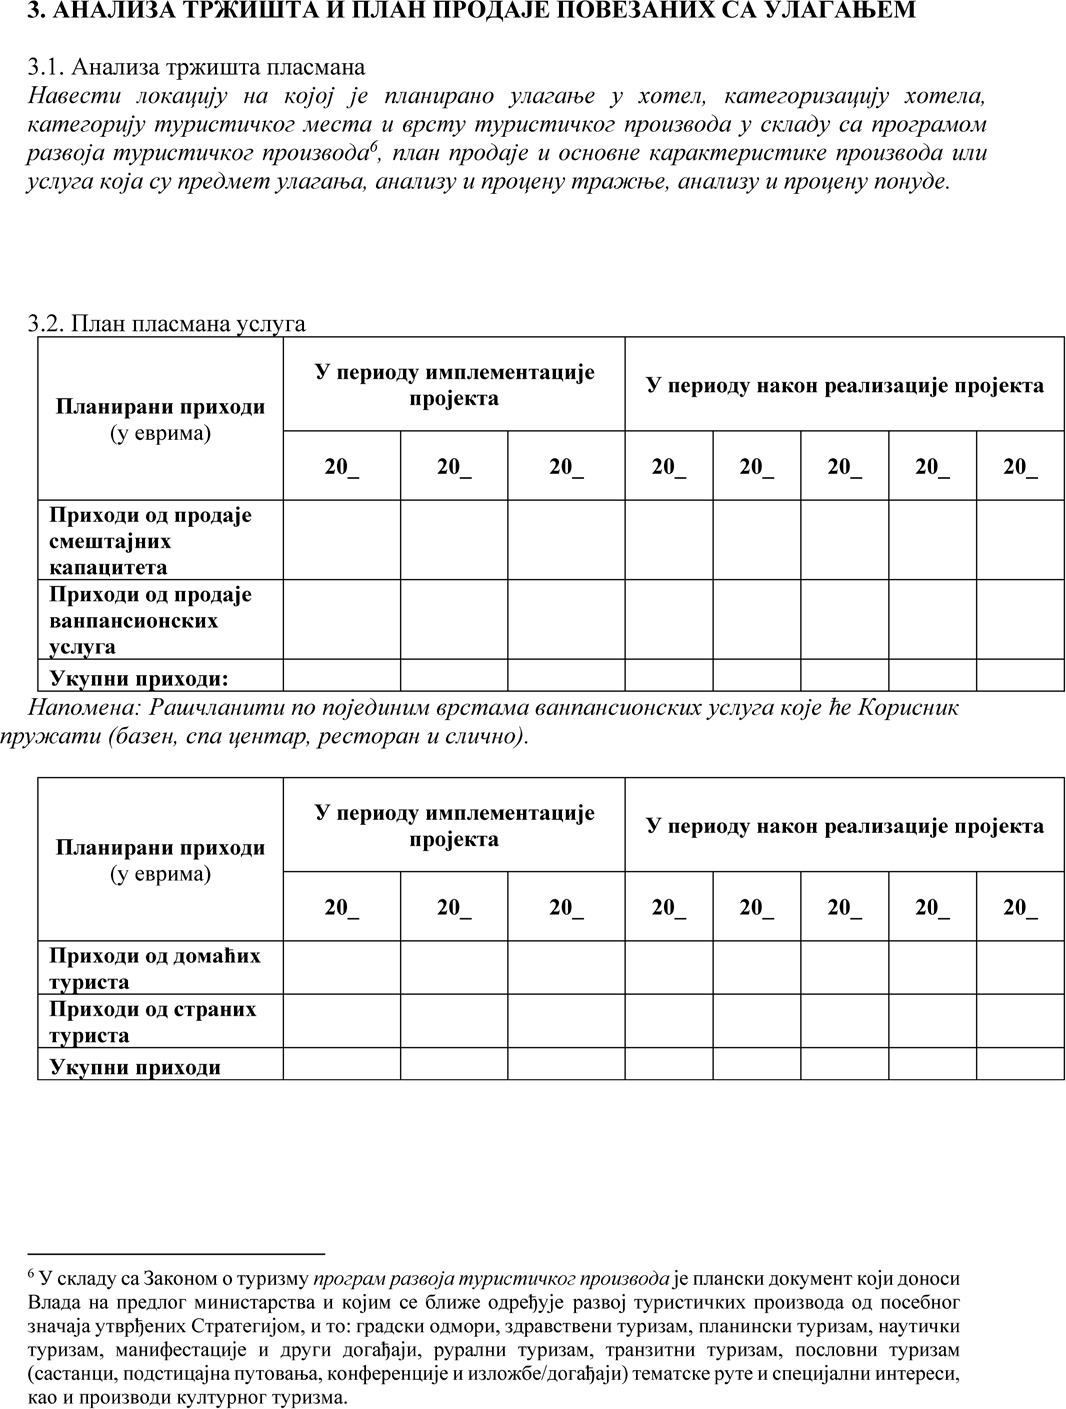 3. АНАЛИЗА ТРЖИШТА И ПЛАН ПРОДАЈЕ ПОВЕЗАНИХ СА УЛАГАЊЕМ
3.1. Анализа тржишта пласмана
Навести локацију на којој је планирано улагање у хотел, категоризацију хотела,
категорију туристичког места и врсту туристичког производа у складу са програмом
развоја туристичког производа⁶, план продаје и основне карактеристике производа или
услуга која су предмет улагања, анализу и процену тражње, анализу и процену понуде.
3.2. План пласмана услуга
Планирани приходи
(у еврима)
У периоду имплементације
пројекта
У периоду након реализације пројекта
20_ 20_ 20_ 20_ 20_ 20_ 20_ 20_
Приходи од продаје
смештајних
капацитета
Приходи од продаје
ванпансионских
услуга
Укупни приходи:
Напомена: Рашчланити по појединим врстама ванпансионских услуга које ће Корисник
пружати (базен, спа центар, ресторан и слично).
Планирани приходи
(у еврима)
У периоду имплементације
пројекта
У периоду након реализације пројекта
20_ 20_ 20_ 20_ 20_ 20_ 20_ 20_
Приходи од домаћих
туриста
Приходи од страних
туриста
Укупни приходи
⁶ У складу са Законом о туризму програм развоја туристичког производа је плански документ који доноси
Влада на предлог министарства и којим се ближе одређује развој туристичких производа од посебног
значаја утврђених Стратегијом, и то: градски одмори, здравствени туризам, планински туризам, наутички
туризам, манифестације и други догађаји, рурални туризам, транзитни туризам, пословни туризам
(састанци, подстицајна путовања, конференције и изложбе/догађаји) тематске руте и специјални интереси,
као и производи културног туризма.